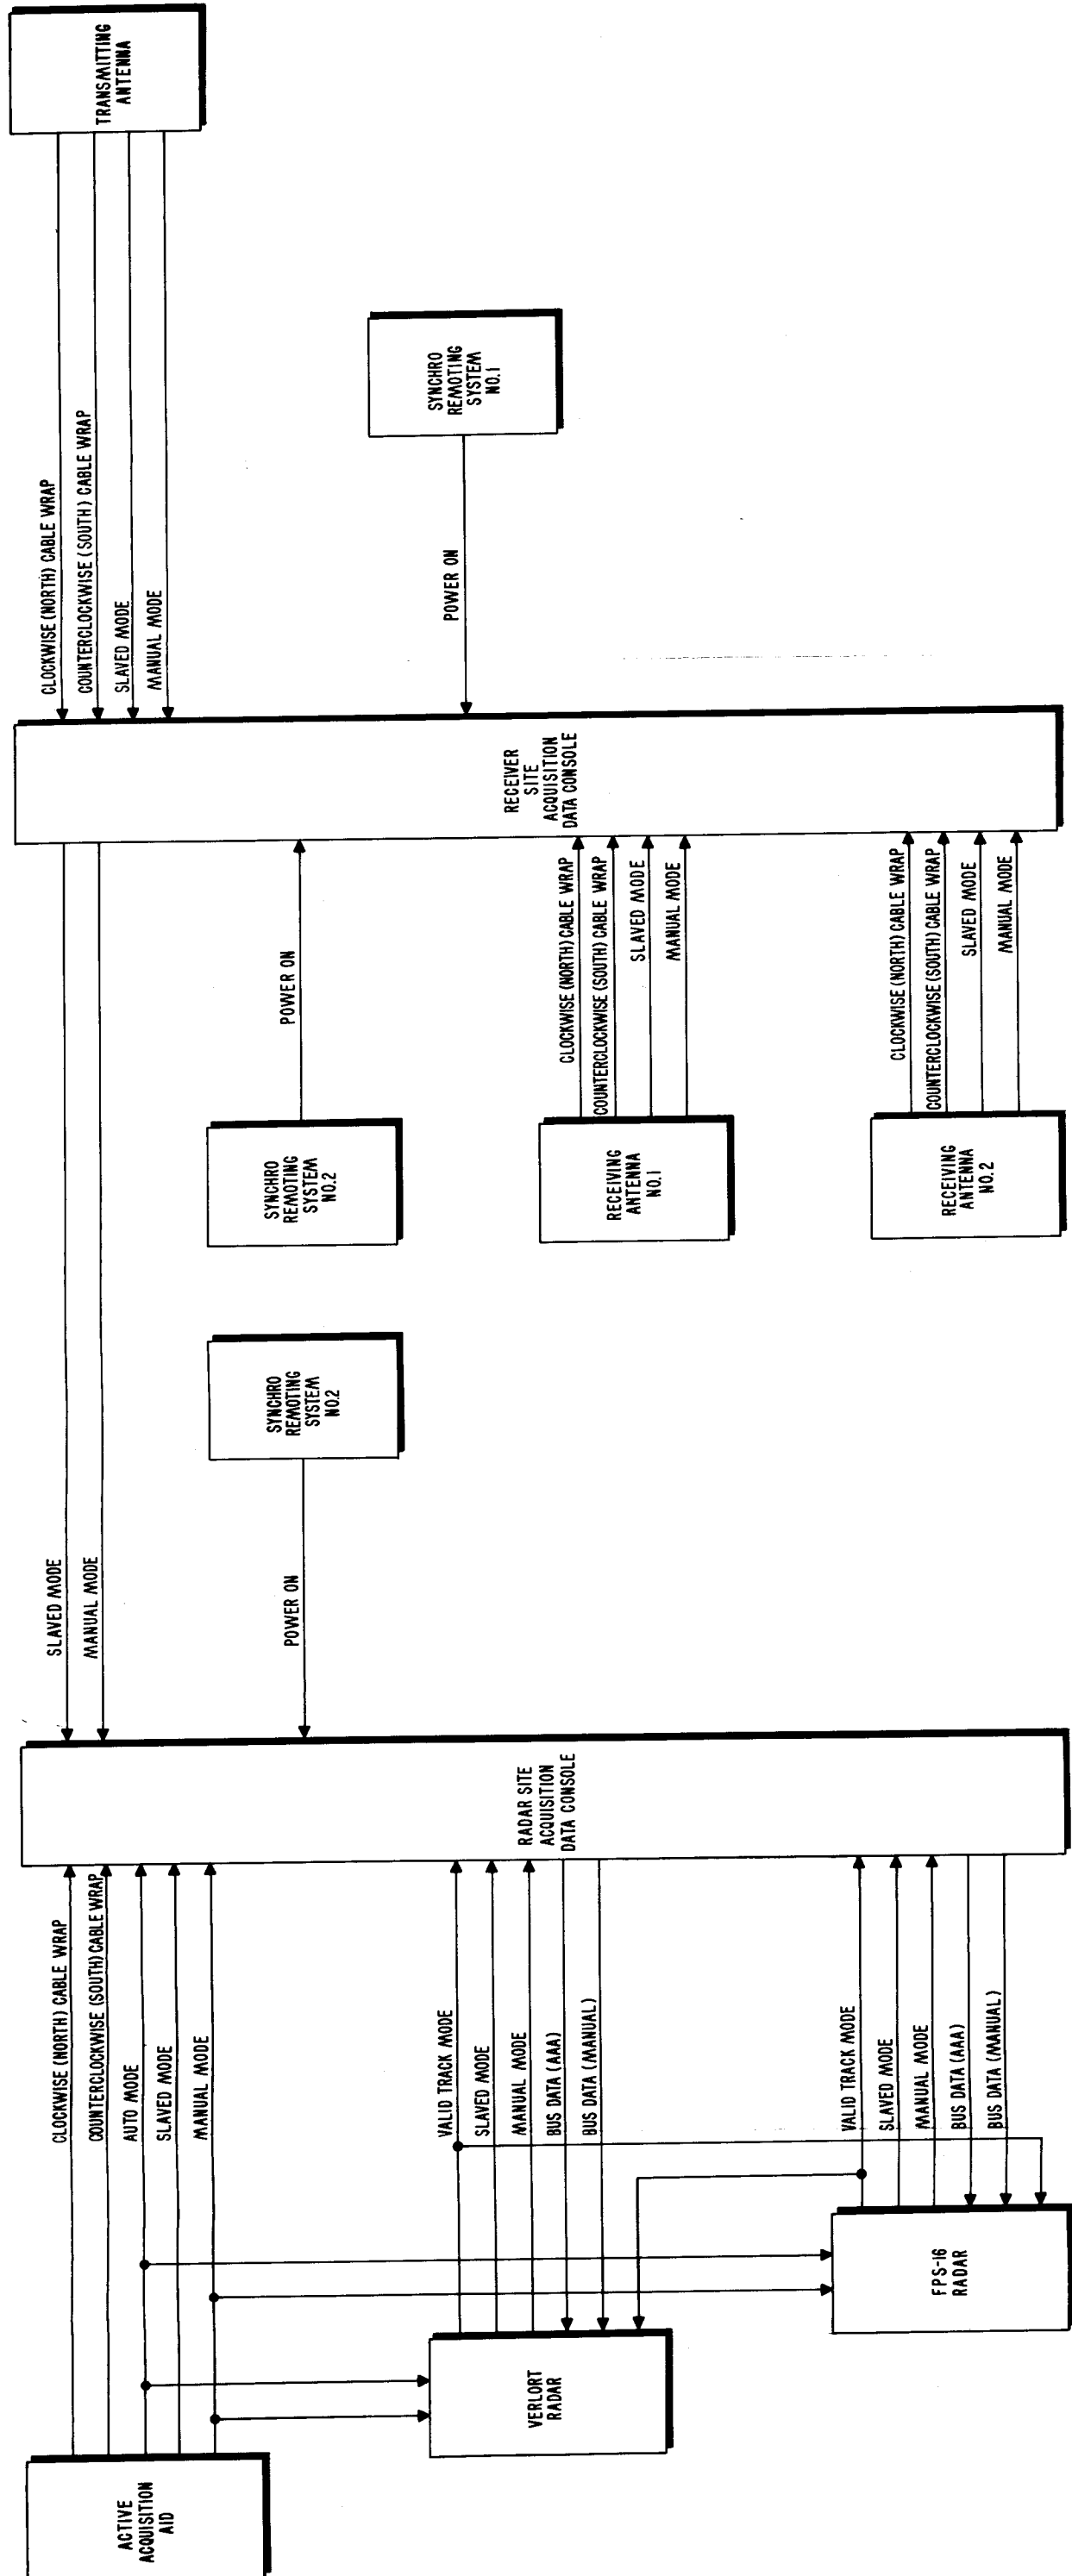 ACTIVE
ACQUISITION
AID
CLOCKWISE (NORTH) CABLE WRAP
COUNTERCLOCKWISE (SOUTH) CABLE WRAP
AUTO MODE
SLAVED MODE
MANUAL MODE
VERLORT
RADAR
VALID TRACK MODE
SLAVED MODE
MANUAL MODE
BUS DATA (AAA)
BUS DATA (MANUAL)
FPS-16
RADAR
VALID TRACK MODE
SLAVED MODE
MANUAL MODE
BUS DATA (AAA)
BUS DATA (MANUAL)
RADAR SITE
ACQUISITION
DATA CONSOLE
SLAVED MODE
MANUAL MODE
POWER ON
SYNCHRO
REMOTING
SYSTEM
NO.2
SYNCHRO
REMOTING
SYSTEM
NO.2
POWER ON
RECEIVING
ANTENNA
NO.1
CLOCKWISE (NORTH) CABLE WRAP
COUNTERCLOCKWISE (SOUTH) CABLE WRAP
SLAVED MODE
MANUAL MODE
RECEIVING
ANTENNA
NO.2
CLOCKWISE (NORTH) CABLE WRAP
COUNTERCLOCKWISE (SOUTH) CABLE WRAP
SLAVED MODE
MANUAL MODE
RECEIVER
SITE
ACQUISITION
DATA CONSOLE
CLOCKWISE (NORTH) CABLE WRAP
COUNTERCLOCKWISE (SOUTH) CABLE WRAP
SLAVED MODE
MANUAL MODE
POWER ON
SYNCHRO
REMOTING
SYSTEM
NO.1
TRANSMITTING
ANTENNA